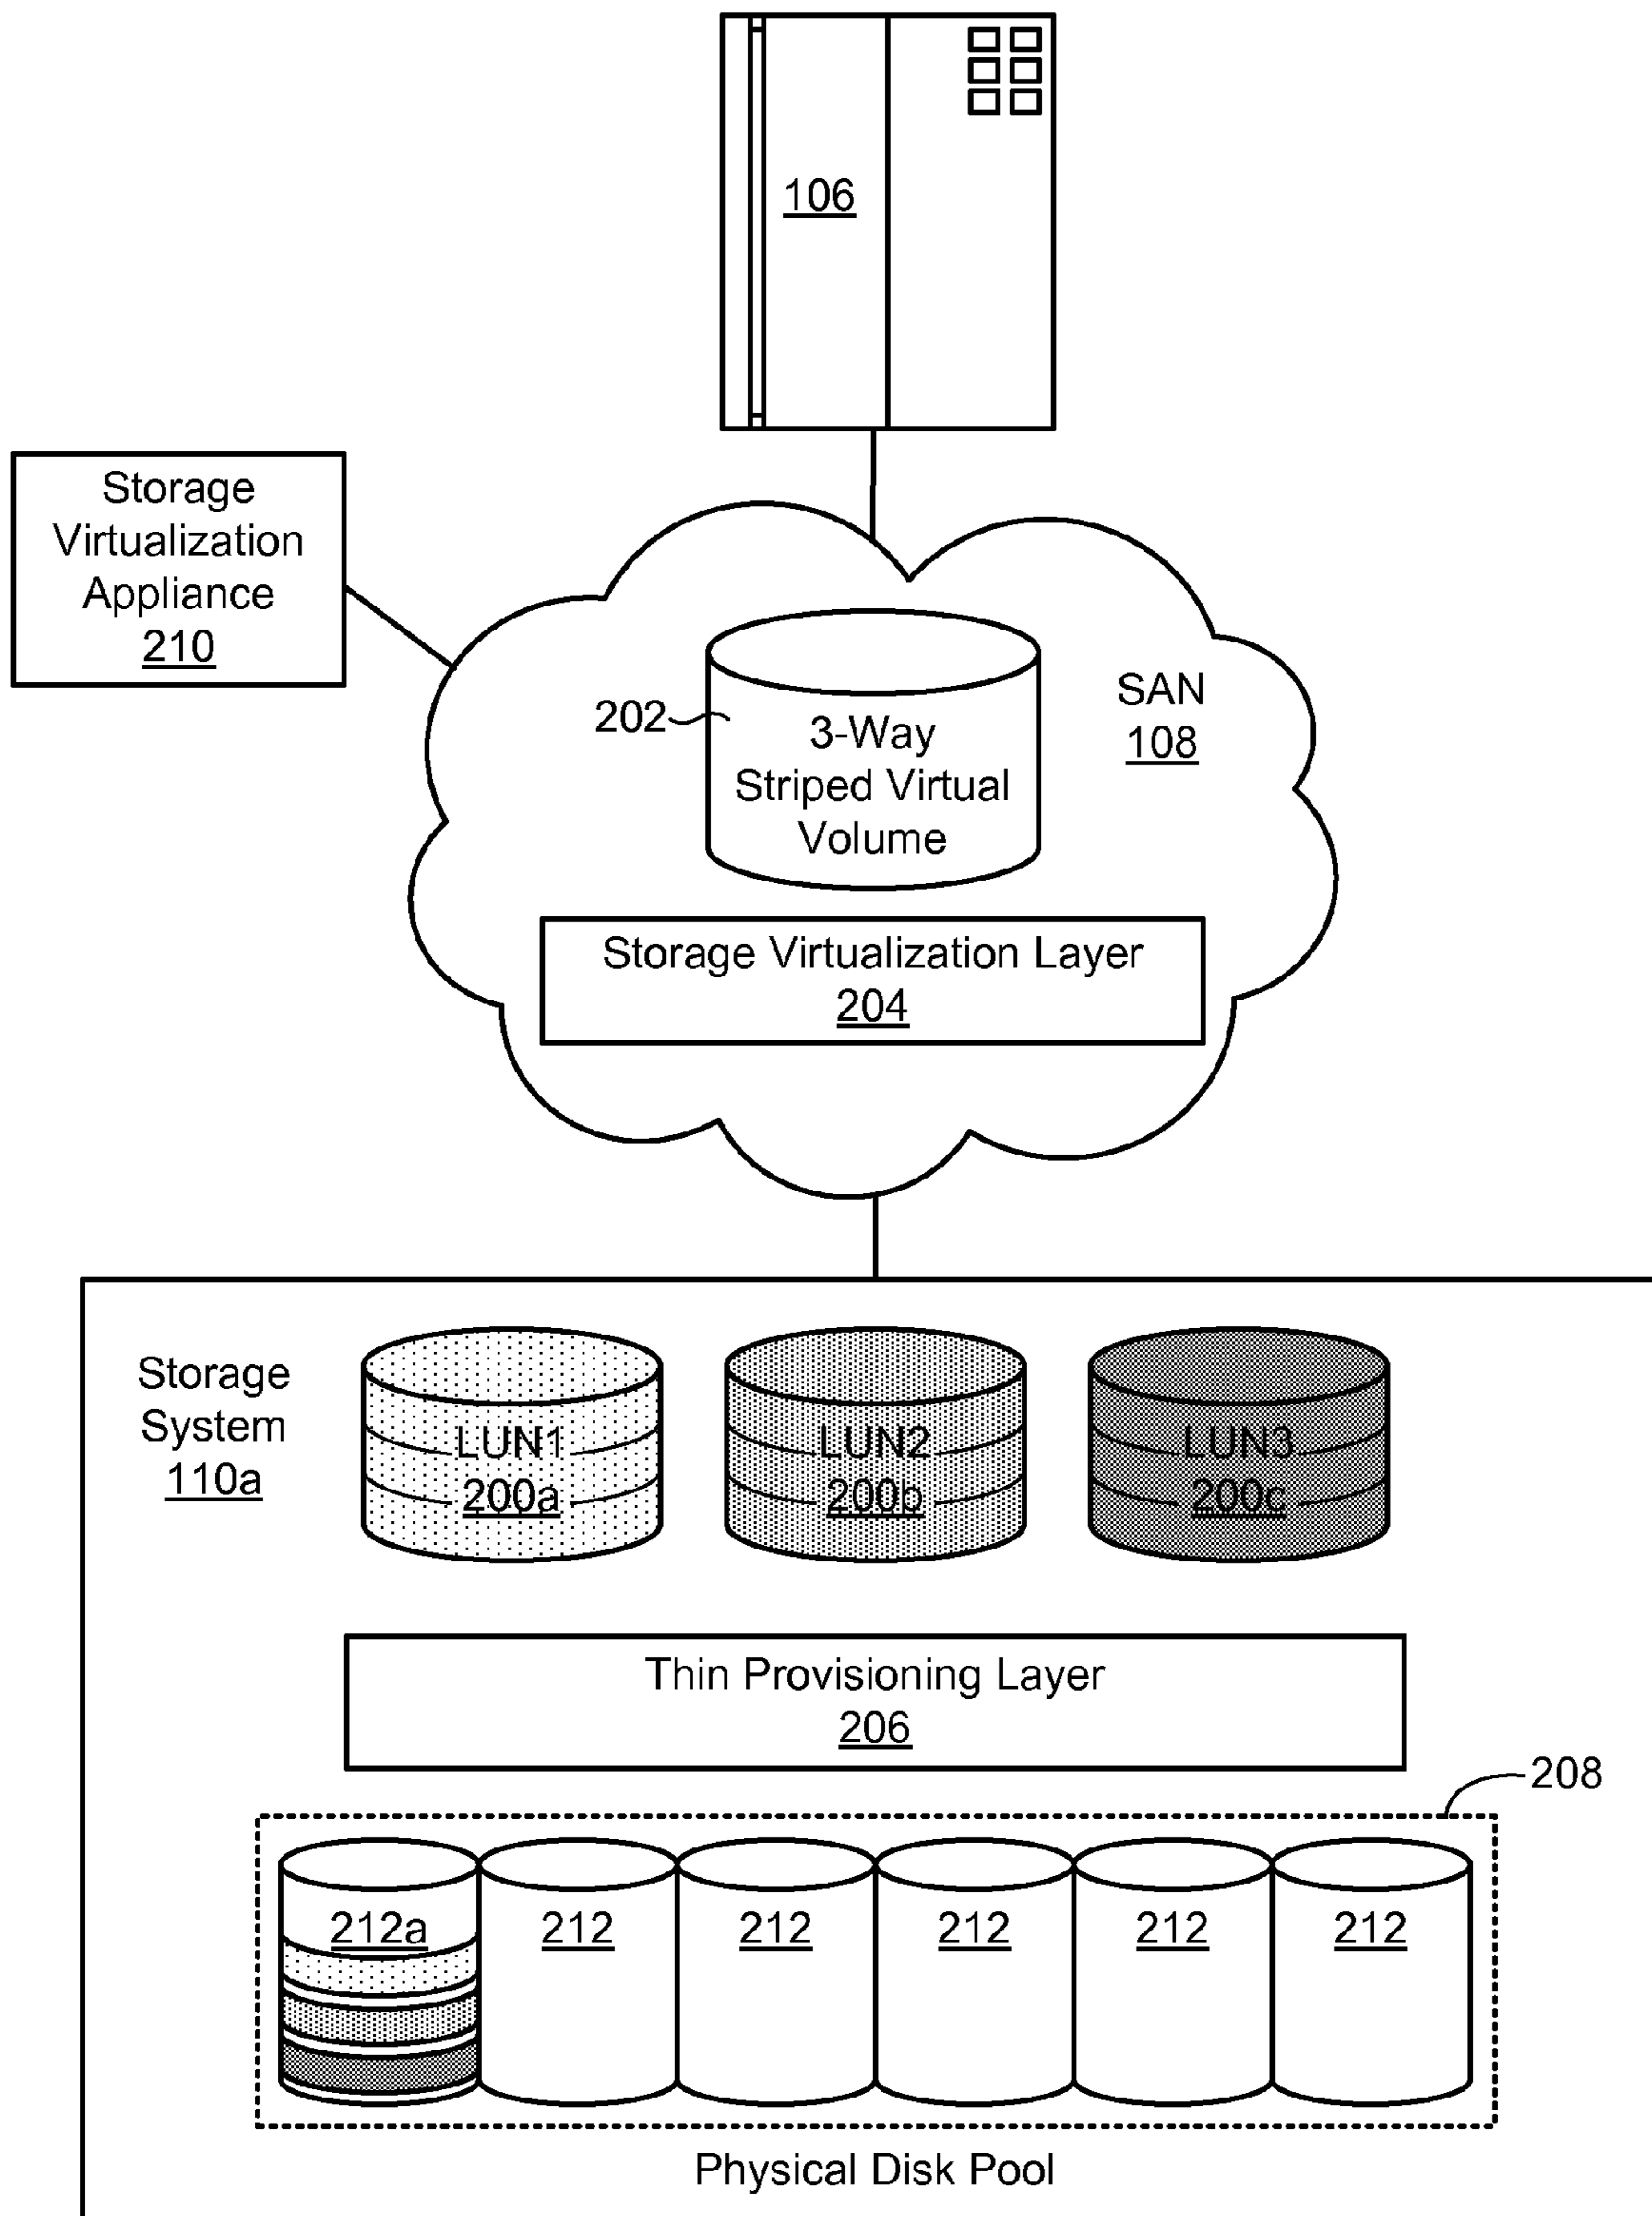 106
Storage
Virtualization
Appliance
210
202
3-Way
Striped Virtual
Volume
SAN
108
Storage Virtualization Layer
204
Storage
System
110a
LUN1
200a
LUN2
200b
LUN3
200c
Thin Provisioning Layer
206
208
212a
212
212
212
212
212
Physical Disk Pool